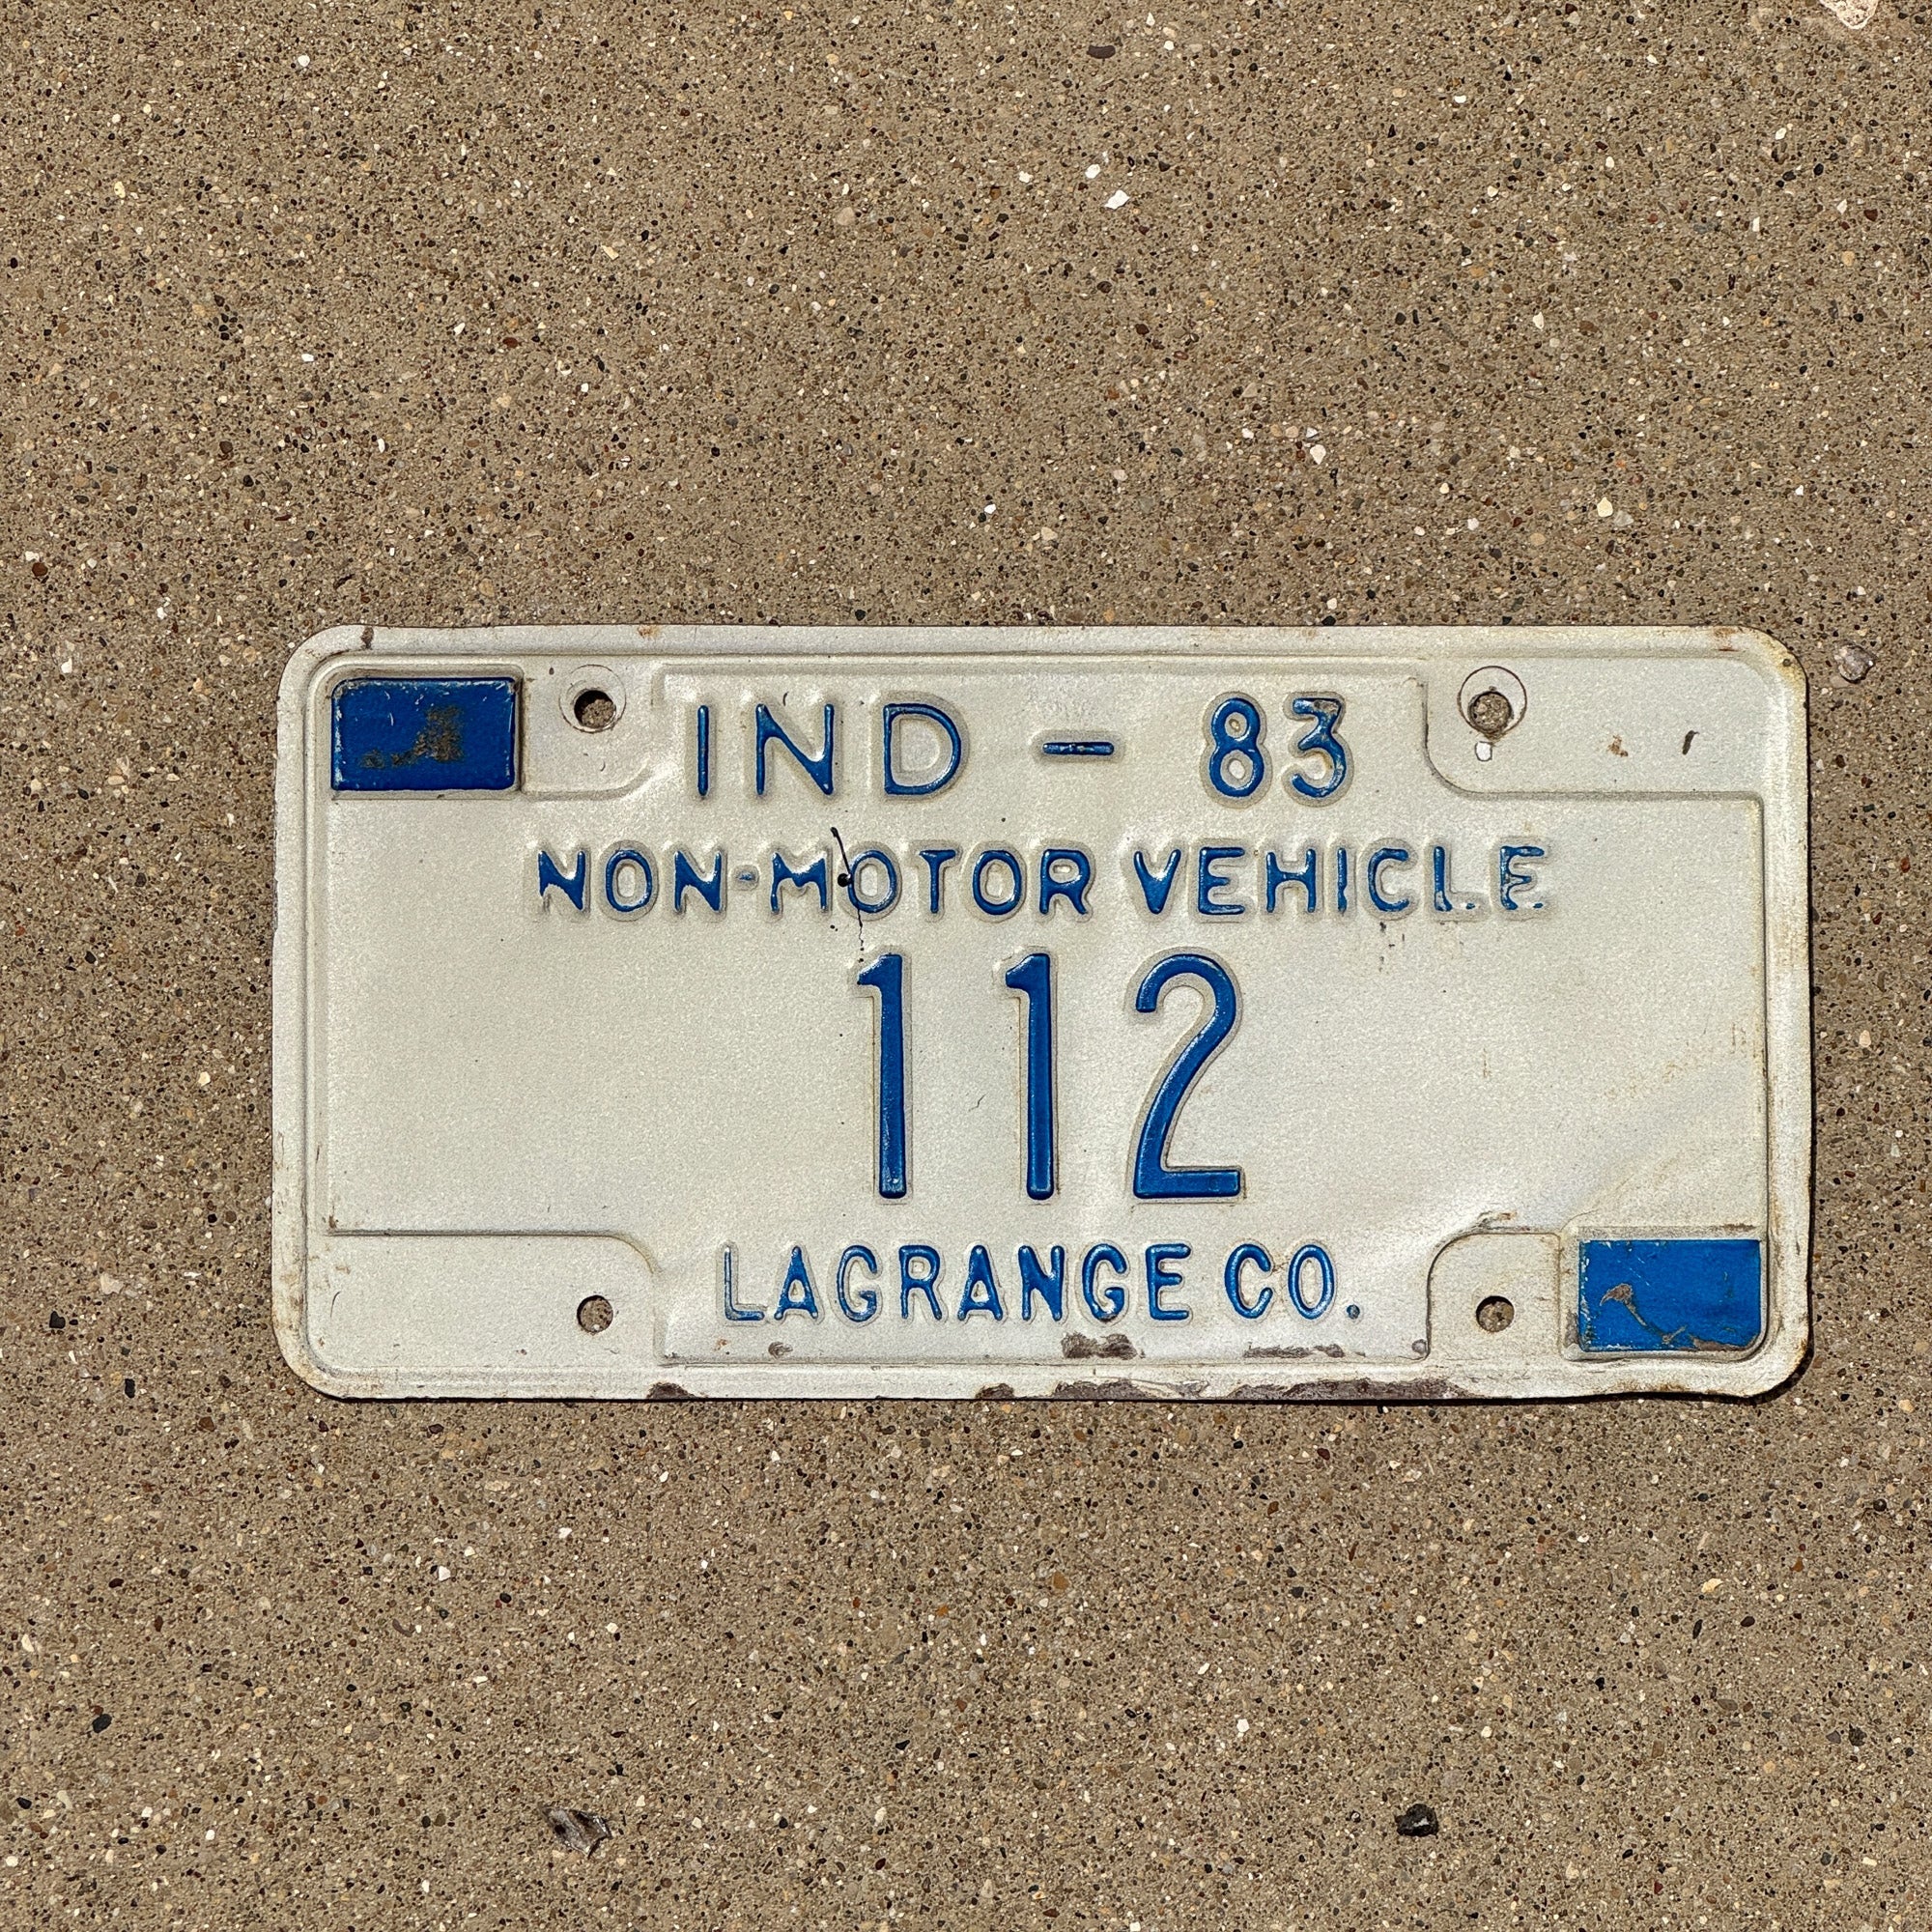 IND - 83
NON-MOTOR VEHICLE
112
LAGRANGE CO.